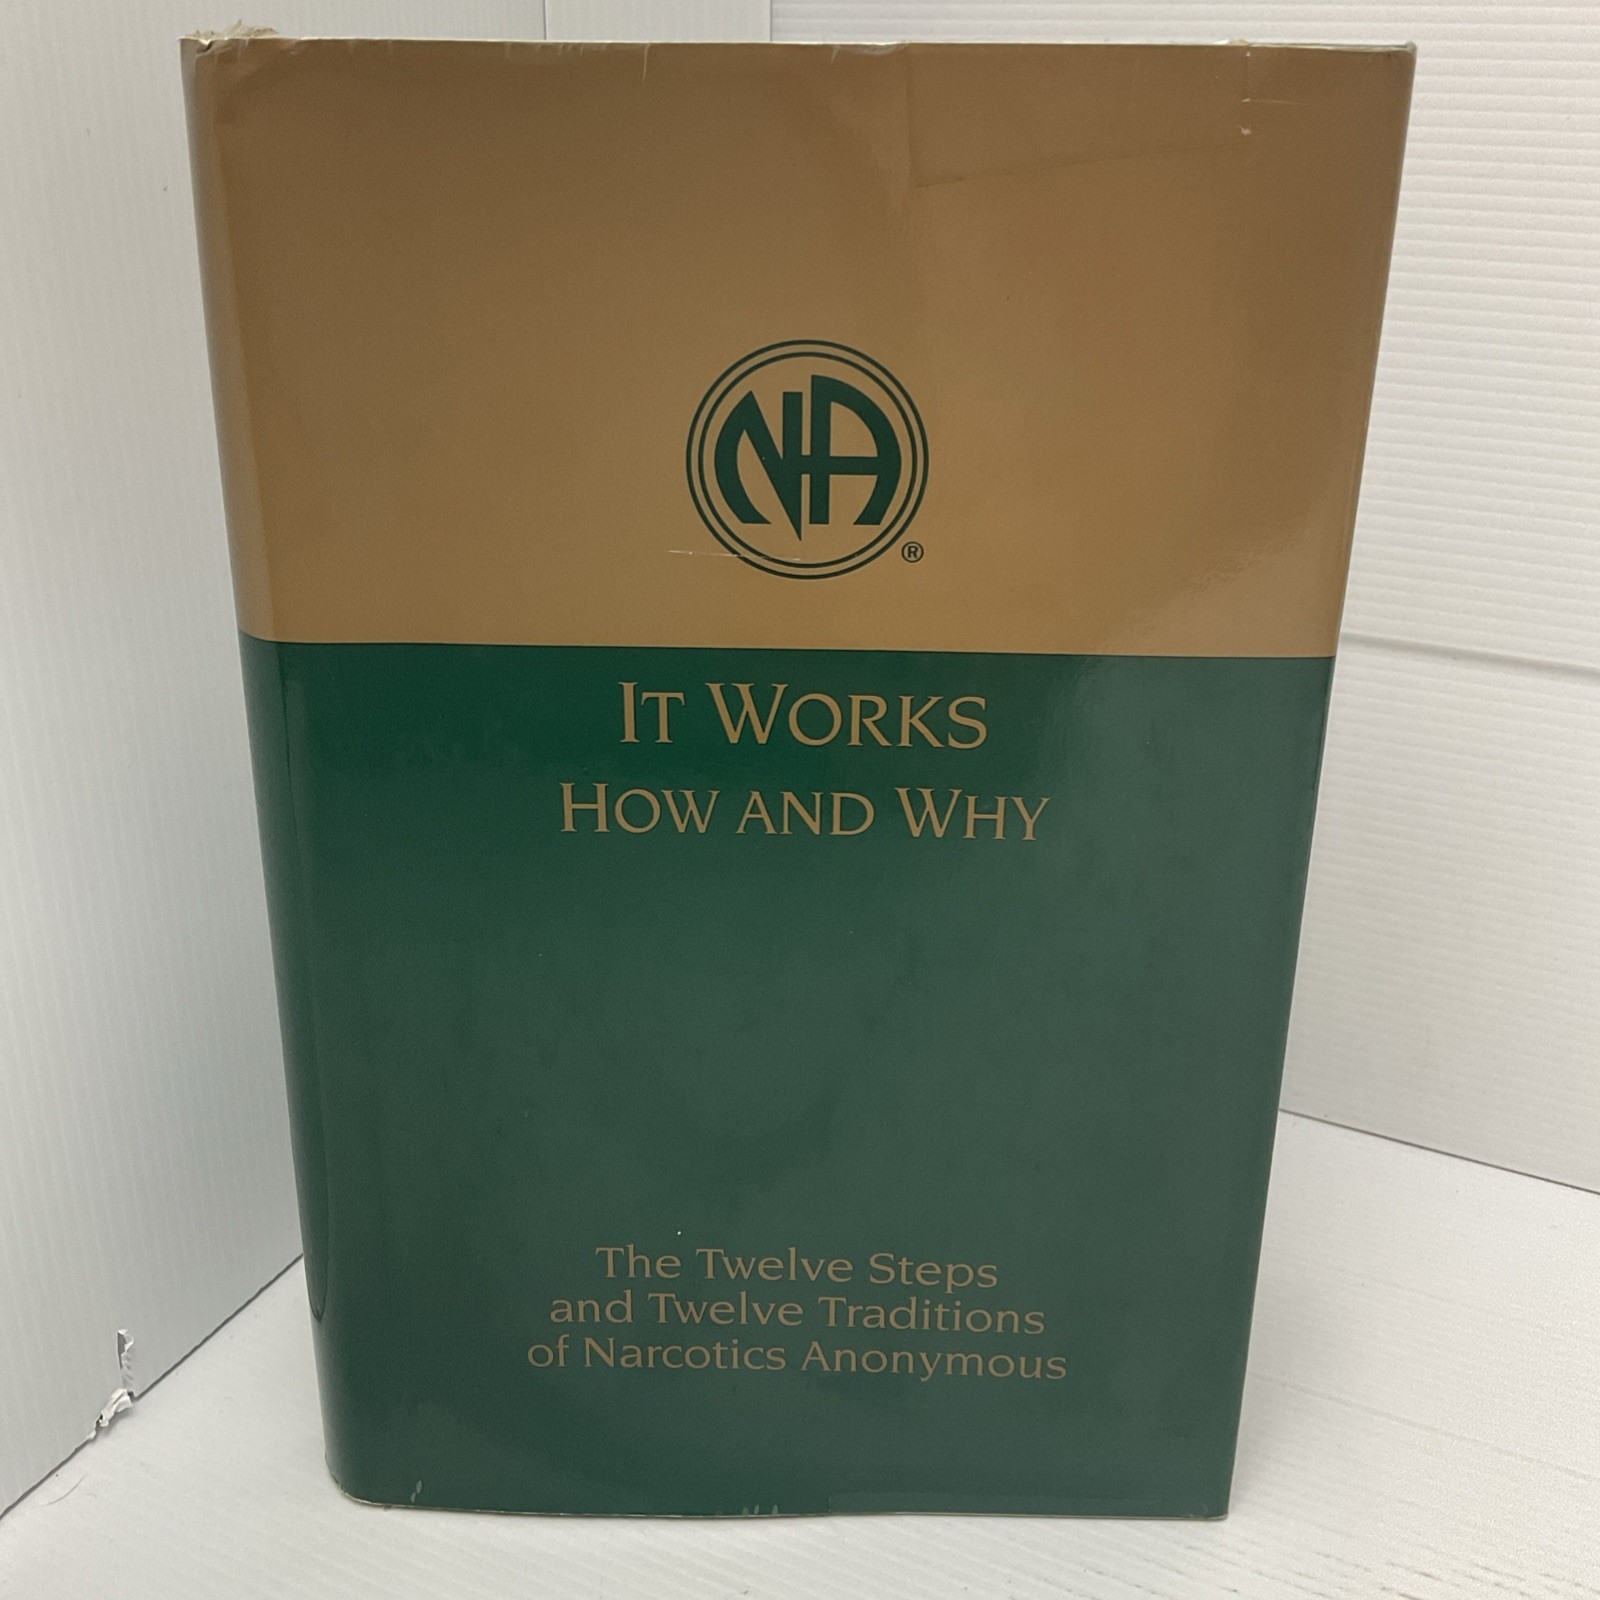 NA
®
IT WORKS
HOW AND WHY
The Twelve Steps
and Twelve Traditions
of Narcotics Anonymous